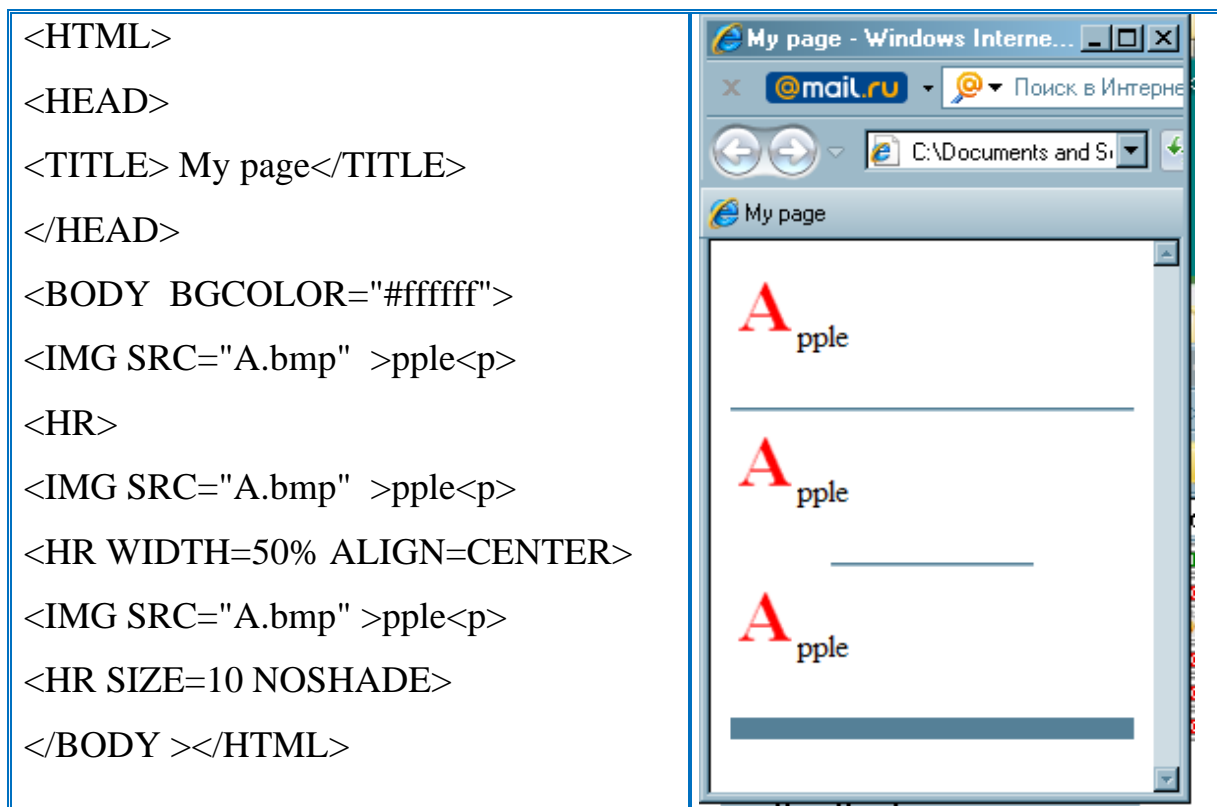 <HTML>
<HEAD>
<TITLE> My page</TITLE>
</HEAD>
<BODY  BGCOLOR="#ffffff">
<IMG SRC="A.bmp"  >pple<p>
<HR>
<IMG SRC="A.bmp"  >pple<p>
<HR WIDTH=50% ALIGN=CENTER>
<IMG SRC="A.bmp" >pple<p>
<HR SIZE=10 NOSHADE>
</BODY ></HTML>
My page - Windows Interne...
@mail.ru Поиск в Интерне
C:\Documents and S
My page
Apple
Apple
Apple